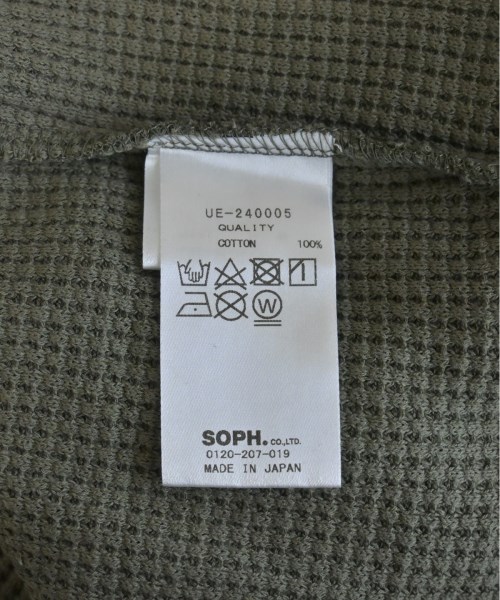 UE-240005
QUALITY
COTTON 100%
W
SOPH. CO.,LTD.
0120-207-019
MADE IN JAPAN